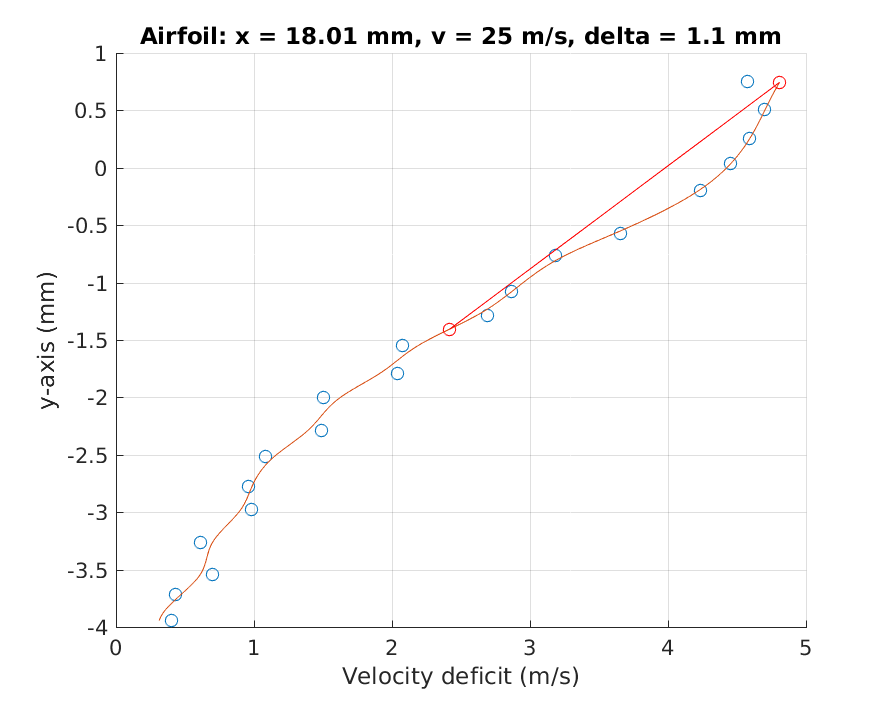 Airfoil: x = 18.01 mm, v = 25 m/s, delta = 1.1 mm
1
0.5
0
-0.5
-1
-1.5
-2
-2.5
-3
-3.5
-4
y-axis (mm)
0 1 2 3 4 5
Velocity deficit (m/s)